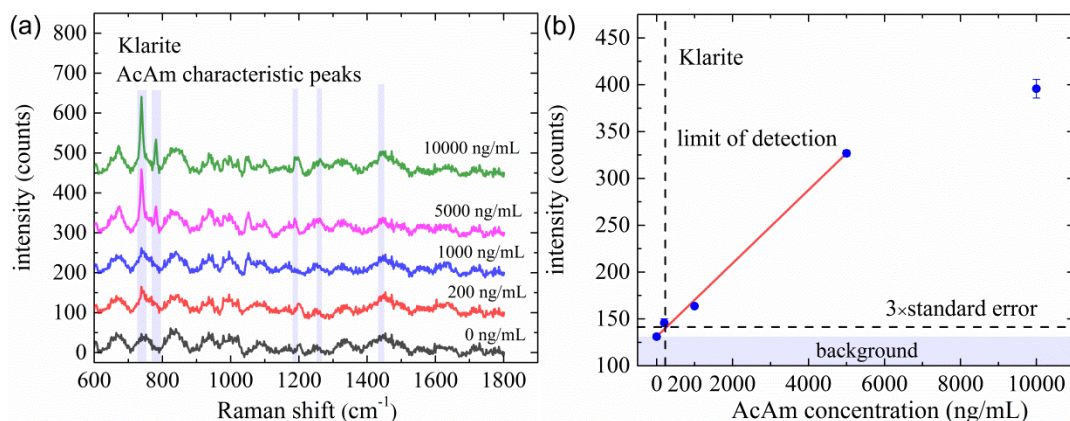 (a)
800
700
600
500
400
300
200
100
0
intensity (counts)
Klarite
AcAm characteristic peaks
10000 ng/mL
5000 ng/mL
1000 ng/mL
200 ng/mL
0 ng/mL
600 800 1000 1200 1400 1600 1800
Raman shift (cm⁻¹)
(b)
450
400
350
300
250
200
150
100
intensity (counts)
Klarite
limit of detection
3×standard error
background
0 200 2000 4000 6000 8000 10000
AcAm concentration (ng/mL)